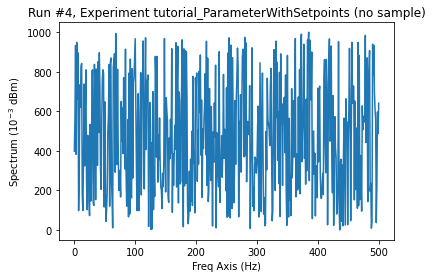 Run #4, Experiment tutorial_ParameterWithSetpoints (no sample)
1000
800
600
400
200
0
Spectrum (10⁻³ dBm)
0 100 200 300 400 500
Freq Axis (Hz)